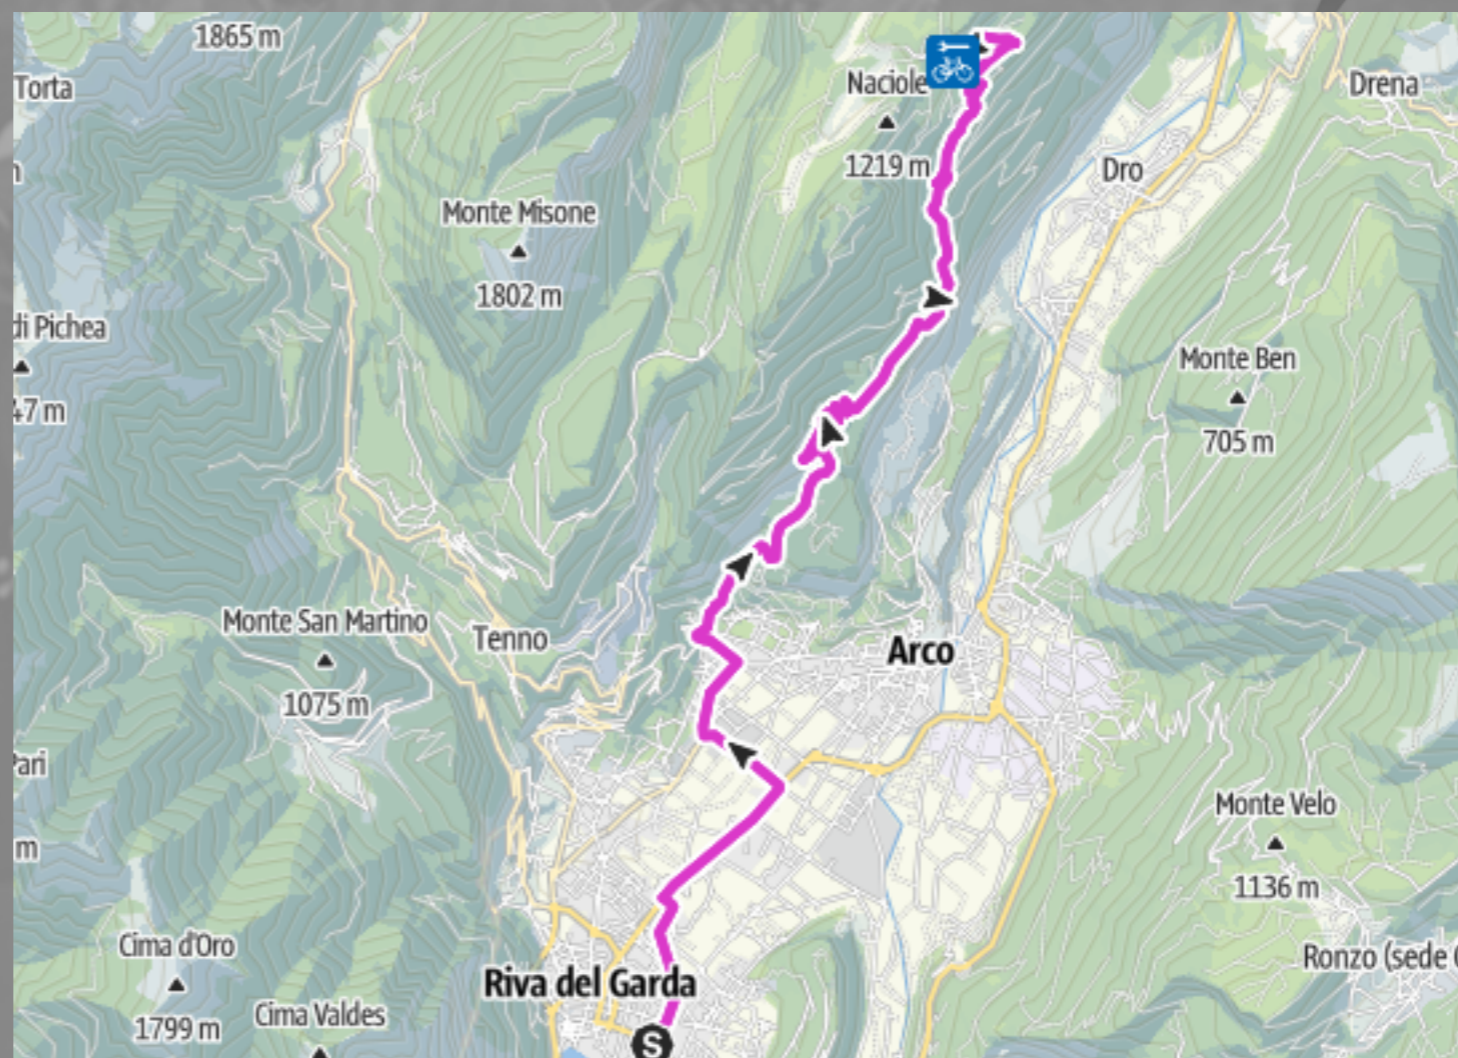 1865 m
Torta
Naciole
Drena
1219 m
Dro
Monte Misone
1802 m
di Pichea
47 m
Monte Ben
705 m
Monte San Martino
Tenno
Arco
1075 m
Pari
m
Monte Velo
1136 m
Cima d'Oro
Riva del Garda
Ronzo (sede
1799 m
Cima Valdes
S